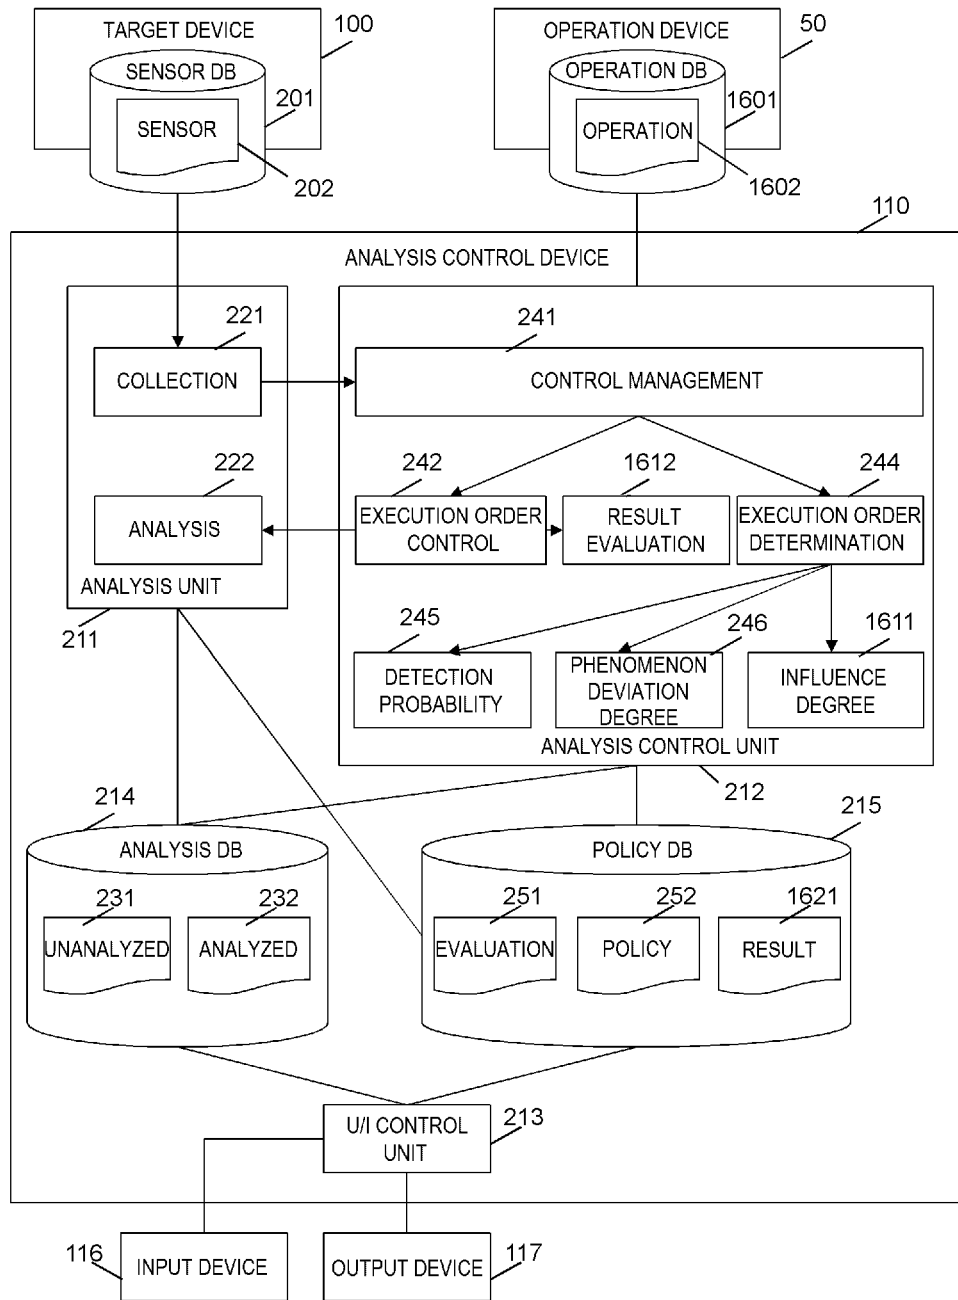 TARGET DEVICE
100
SENSOR DB
201
SENSOR
202
OPERATION DEVICE
50
OPERATION DB
1601
OPERATION
1602
110
ANALYSIS CONTROL DEVICE
221
COLLECTION
241
CONTROL MANAGEMENT
222
ANALYSIS
ANALYSIS UNIT
211
242
EXECUTION ORDER
CONTROL
1612
RESULT
EVALUATION
244
EXECUTION ORDER
DETERMINATION
245
DETECTION
PROBABILITY
246
PHENOMENON
DEVIATION
DEGREE
1611
INFLUENCE
DEGREE
ANALYSIS CONTROL UNIT
212
214
ANALYSIS DB
231
UNANALYZED
232
ANALYZED
215
POLICY DB
251
EVALUATION
252
POLICY
1621
RESULT
U/I CONTROL
UNIT
213
116
INPUT DEVICE
OUTPUT DEVICE
117